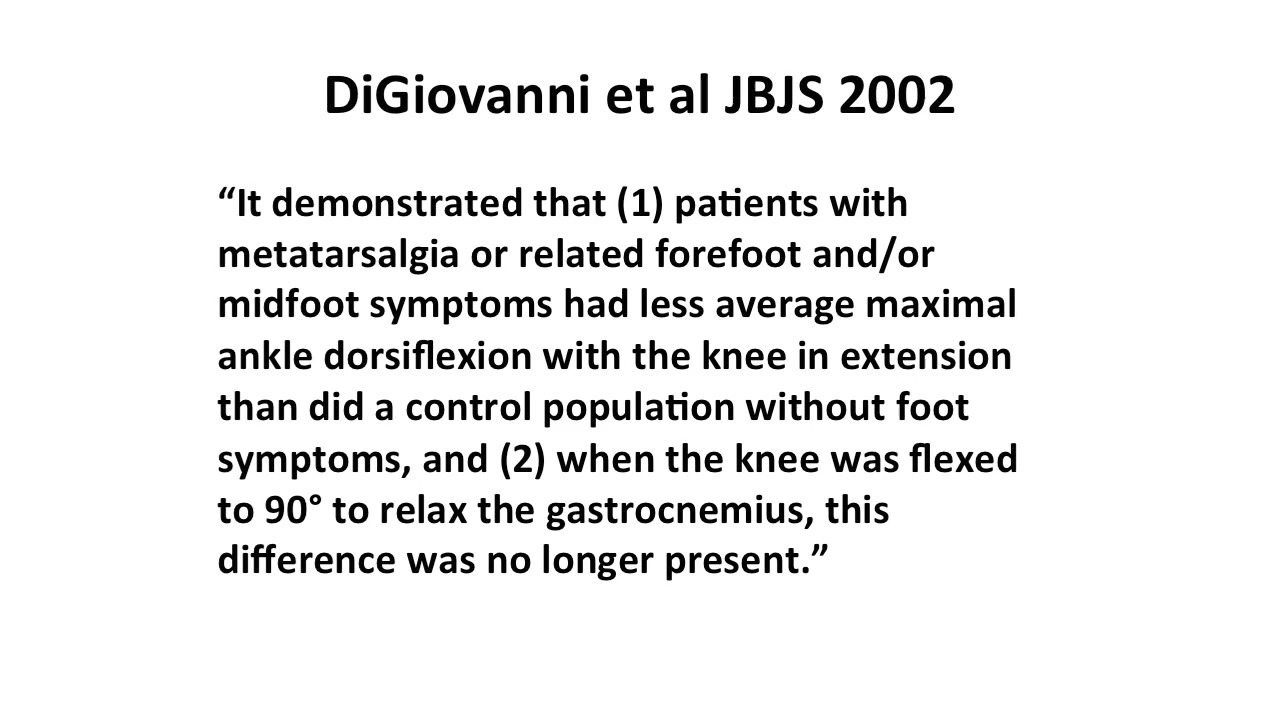 DiGiovanni et al JBJS 2002
“It demonstrated that (1) patients with
metatarsalgia or related forefoot and/or
midfoot symptoms had less average maximal
ankle dorsiflexion with the knee in extension
than did a control population without foot
symptoms, and (2) when the knee was flexed
to 90° to relax the gastrocnemius, this
difference was no longer present.”